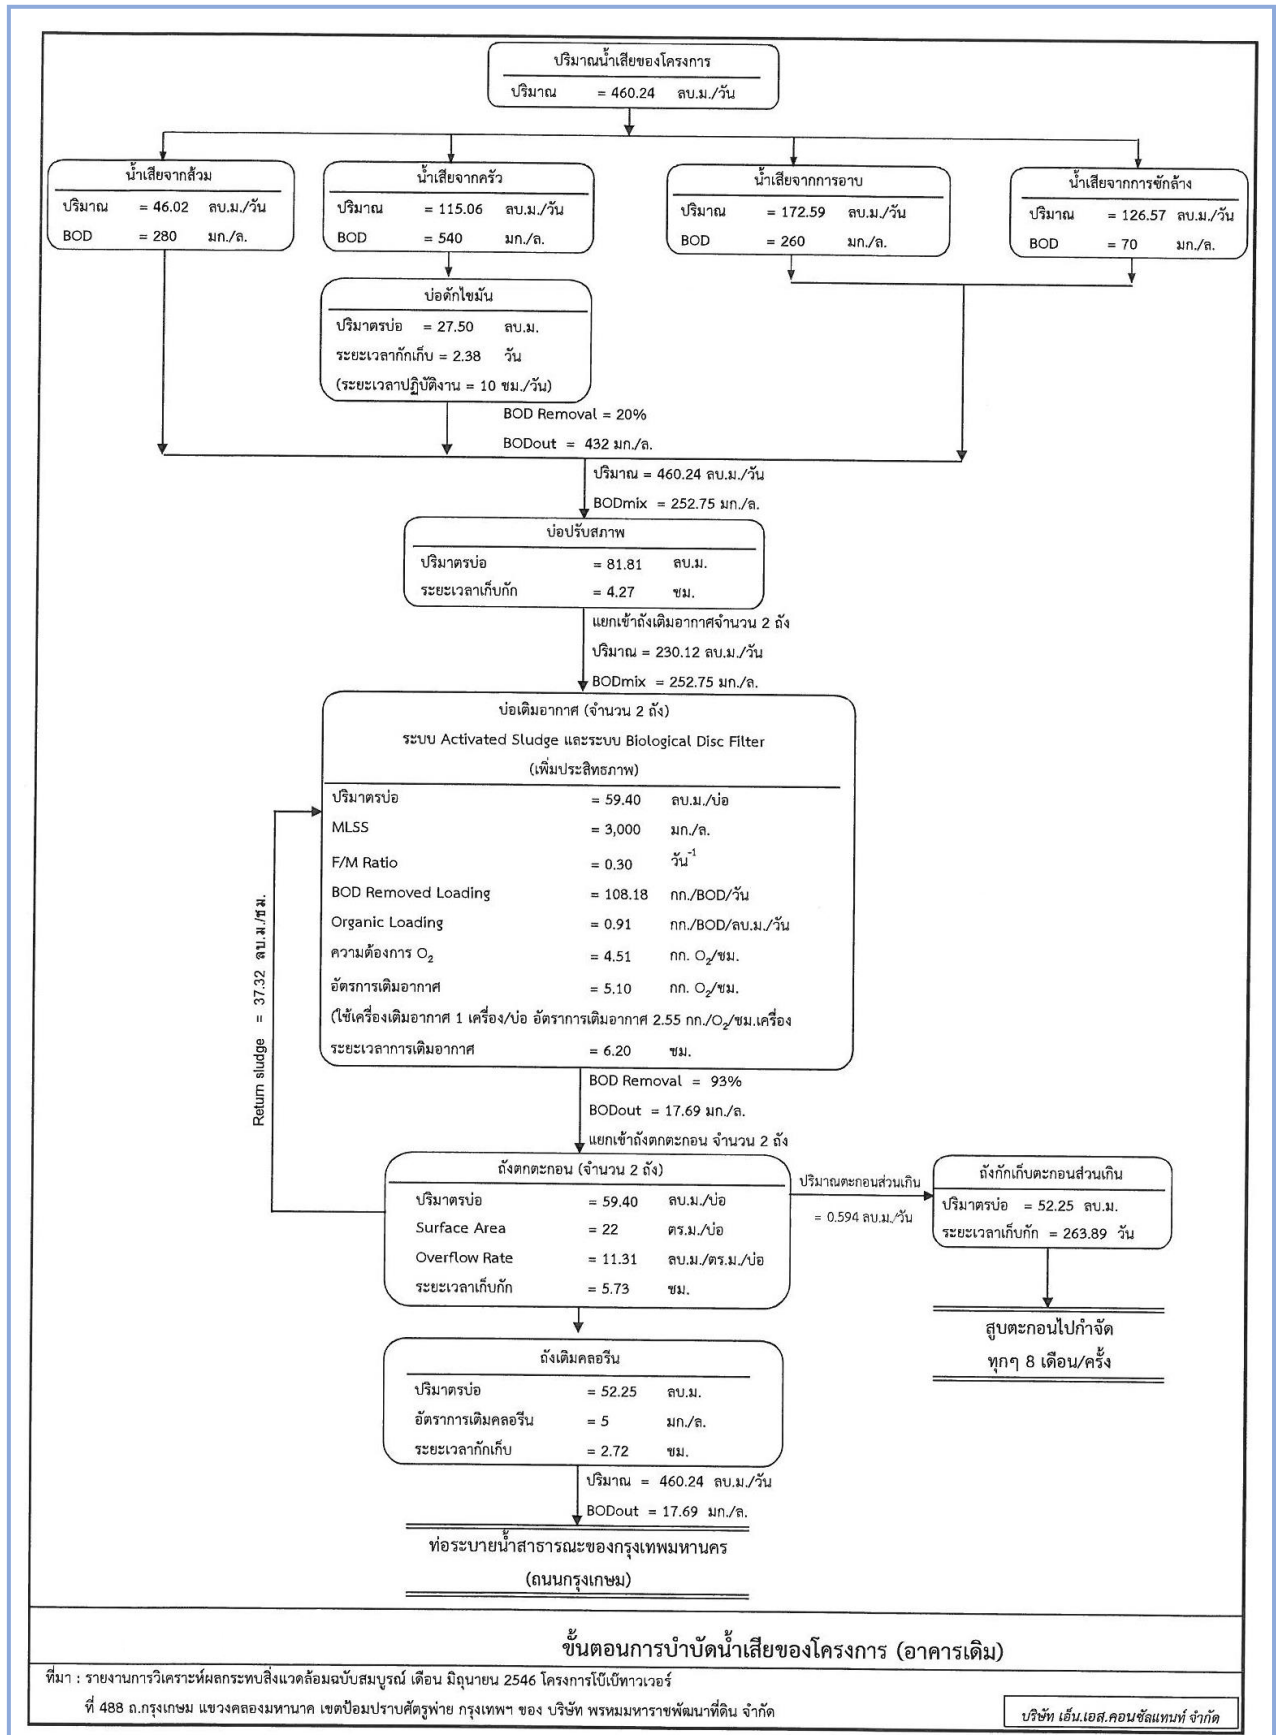 ปริมาณน้ำเสียของโครงการ
ปริมาณ = 460.24 ลบ.ม./วัน
น้ำเสียจากส้วม
ปริมาณ = 46.02 ลบ.ม./วัน
BOD = 280 มก./ล.
น้ำเสียจากครัว
ปริมาณ = 115.06 ลบ.ม./วัน
BOD = 540 มก./ล.
น้ำเสียจากการอาบ
ปริมาณ = 172.59 ลบ.ม./วัน
BOD = 260 มก./ล.
น้ำเสียจากการซักล้าง
ปริมาณ = 126.57 ลบ.ม./วัน
BOD = 70 มก./ล.
บ่อดักไขมัน
ปริมาตรบ่อ = 27.50 ลบ.ม.
ระยะเวลากักเก็บ = 2.38 วัน
(ระยะเวลาปฏิบัติงาน = 10 ชม./วัน)
BOD Removal = 20%
BODout = 432 มก./ล.
ปริมาณ = 460.24 ลบ.ม./วัน
BODmix = 252.75 มก./ล.
บ่อปรับสภาพ
ปริมาตรบ่อ = 81.81 ลบ.ม.
ระยะเวลาเก็บกัก = 4.27 ชม.
แยกเข้าถังเติมอากาศจำนวน 2 ถัง
ปริมาณ = 230.12 ลบ.ม./วัน
BODmix = 252.75 มก./ล.
บ่อเติมอากาศ (จำนวน 2 ถัง)
ระบบ Activated Sludge และระบบ Biological Disc Filter
(เพิ่มประสิทธภาพ)
ปริมาตรบ่อ = 59.40 ลบ.ม./บ่อ
MLSS = 3,000 มก./ล.
F/M Ratio = 0.30 วัน⁻¹
BOD Removed Loading = 108.18 กก./BOD/วัน
Organic Loading = 0.91 กก./BOD/ลบ.ม./วัน
ความต้องการ O₂ = 4.51 กก. O₂/ชม.
อัตรการเติมอากาศ = 5.10 กก. O₂/ชม.
(ใช้เครื่องเติมอากาศ 1 เครื่อง/บ่อ อัตราการเติมอากาศ 2.55 กก./O₂/ชม.เครื่อง
ระยะเวลาการเติมอากาศ = 6.20 ชม.
Return sludge = 37.32 ลบ.ม./ชม.
BOD Removal = 93%
BODout = 17.69 มก./ล.
แยกเข้าถังตกตะกอน จำนวน 2 ถัง
ถังตกตะกอน (จำนวน 2 ถัง)
ปริมาตรบ่อ = 59.40 ลบ.ม./บ่อ
Surface Area = 22 ตร.ม./บ่อ
Overflow Rate = 11.31 ลบ.ม./ตร.ม./บ่อ
ระยะเวลาเก็บกัก = 5.73 ชม.
ปริมาณตะกอนส่วนเกิน
= 0.594 ลบ.ม./วัน
ถังกักเก็บตะกอนส่วนเกิน
ปริมาตรบ่อ = 52.25 ลบ.ม.
ระยะเวลาเก็บกัก = 263.89 วัน
สูบตะกอนไปกำจัด
ทุกๆ 8 เดือน/ครั้ง
ถังเติมคลอรีน
ปริมาตรบ่อ = 52.25 ลบ.ม.
อัตราการเติมคลอรีน = 5 มก./ล.
ระยะเวลากักเก็บ = 2.72 ชม.
ปริมาณ = 460.24 ลบ.ม./วัน
BODout = 17.69 มก./ล.
ท่อระบายน้ำสาธารณะของกรุงเทพมหานคร
(ถนนกรุงเกษม)
ขั้นตอนการบำบัดน้ำเสียของโครงการ (อาคารเดิม)
ที่มา : รายงานการวิเคราะห์ผลกระทบสิ่งแวดล้อมฉบับสมบูรณ์ เดือน มิถุนายน 2546 โครงการโบ๊เบ๊ทาวเวอร์
ที่ 488 ถ.กรุงเกษม แขวงคลองมหานาค เขตป้อมปราบศัตรูพ่าย กรุงเทพฯ ของ บริษัท พรหมมหาราชพัฒนาที่ดิน จำกัด
บริษัท เอ็น.เอส.คอนซัลแทนท์ จำกัด